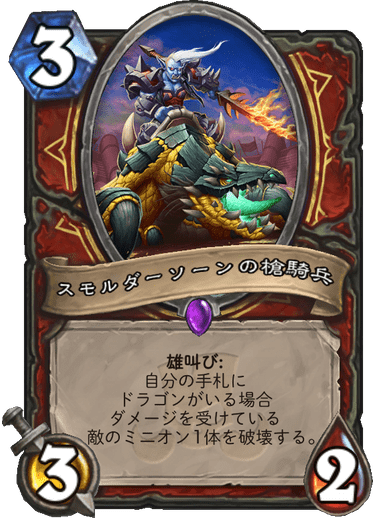 3
スモルダーソーンの槍騎兵
雄叫び:
自分の手札に
ドラゴンがいる場合
ダメージを受けている
敵のミニオン1体を破壊する。
3
2